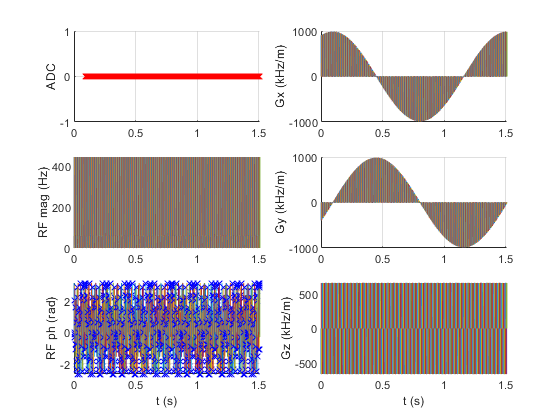 1
0
-1
ADC
0 0.5 1 1.5
1000
0
-1000
Gx (kHz/m)
0 0.5 1 1.5
400
200
0
RF mag (Hz)
0 0.5 1 1.5
1000
0
-1000
Gy (kHz/m)
0 0.5 1 1.5
2
0
-2
RF ph (rad)
0 0.5 1 1.5
t (s)
500
0
-500
Gz (kHz/m)
0 0.5 1 1.5
t (s)